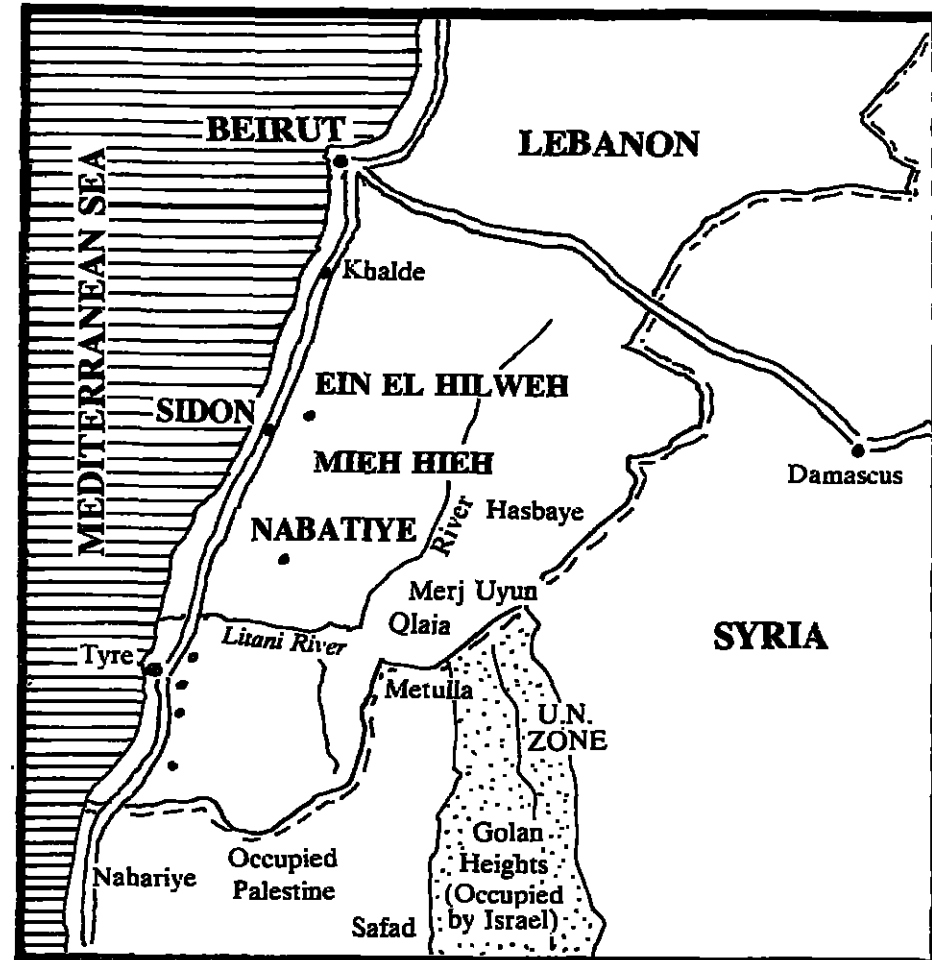 BEIRUT
LEBANON
MEDITERRANEAN SEA
Khalde
EIN EL HILWEH
SIDON
MIEH HIEH
Damascus
River
Hasbaye
NABATIYE
Merj Uyun
Qlaia
Litani River
SYRIA
Tyre
Metulla
U.N.
ZONE
Golan
Heights
(Occupied
by Israel)
Occupied
Palestine
Nahariye
Safad